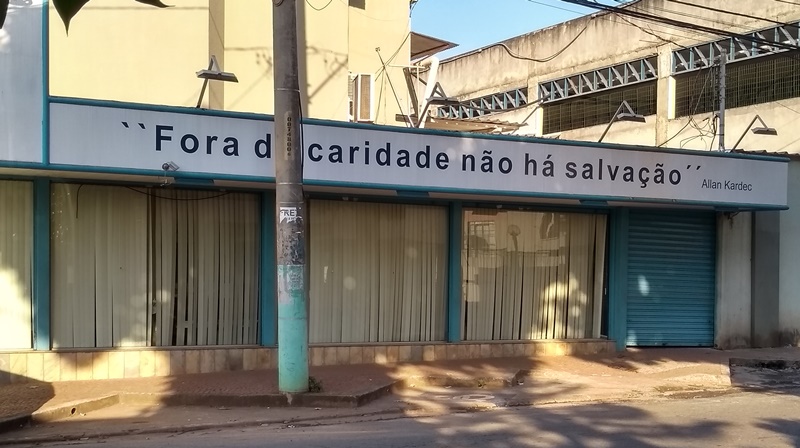 ``Fora d caridade não há salvação´´
Allan Kardec